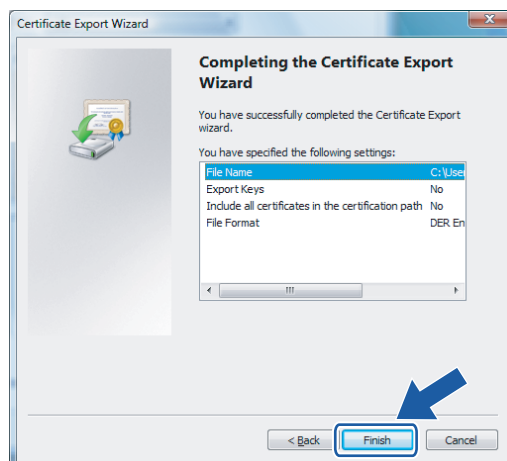 Certificate Export Wizard
Completing the Certificate Export
Wizard
You have successfully completed the Certificate Export
wizard.
You have specified the following settings:
File Name C:\User
Export Keys No
Include all certificates in the certification path No
File Format DER En
< Back Finish Cancel